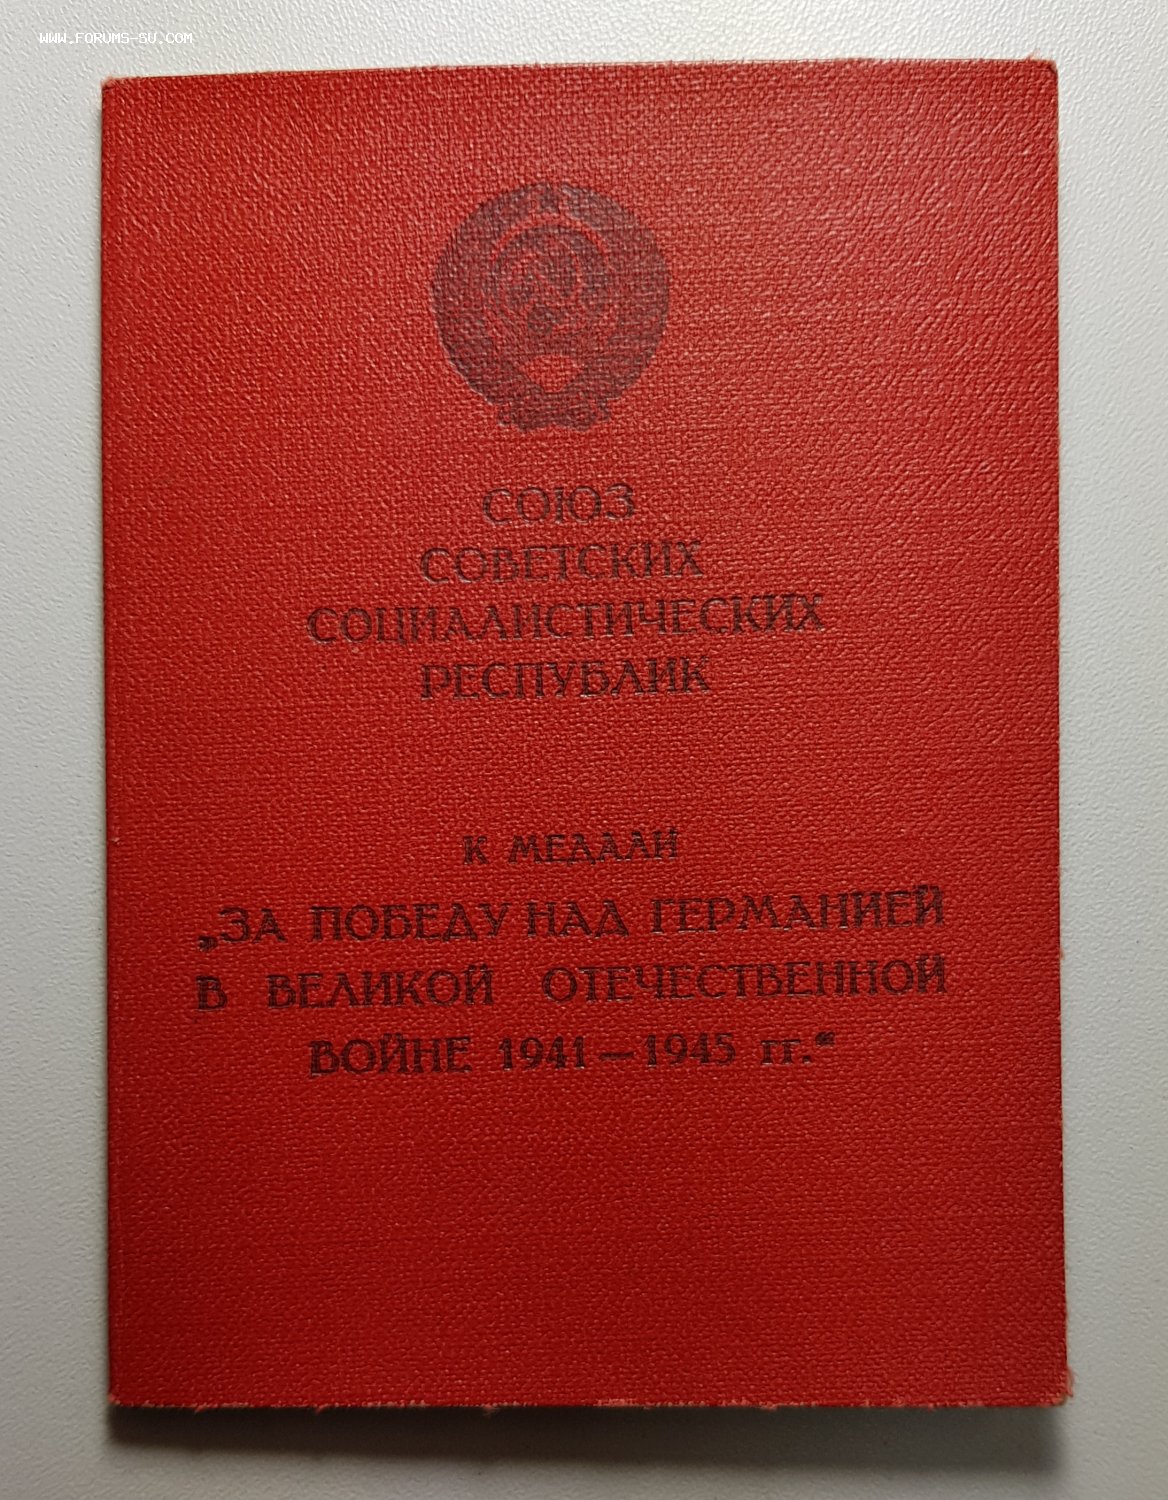 WWW.FORUMS-SU.COM
СОЮЗ
СОВЕТСКИХ
СОЦИАЛИСТИЧЕСКИХ
РЕСПУБЛИК
К МЕДАЛИ
„ЗА ПОБЕДУ НАД ГЕРМАНИЕЙ
В ВЕЛИКОЙ ОТЕЧЕСТВЕННОЙ
ВОЙНЕ 1941—1945 гг.“